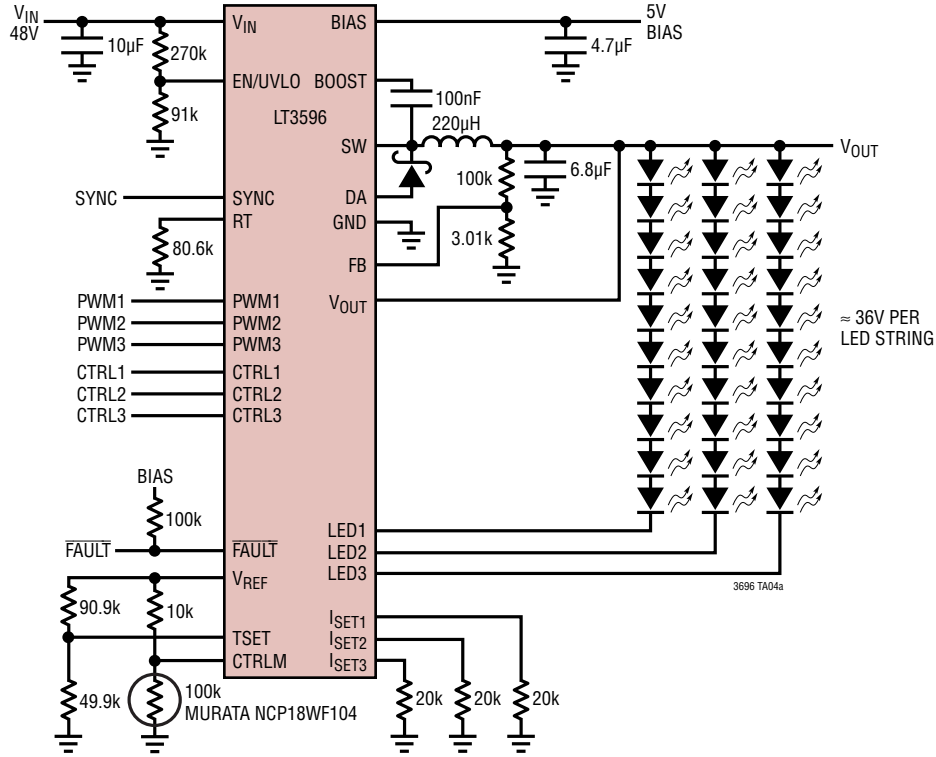 VIN
48V
10µF
270k
91k
VIN
EN/UVLO
BIAS
BOOST
LT3596
SW
DA
GND
FB
VOUT
5V
BIAS
4.7µF
100nF
220µH
100k
3.01k
6.8µF
VOUT
SYNC
SYNC
RT
80.6k
PWM1
PWM2
PWM3
PWM1
PWM2
PWM3
CTRL1
CTRL2
CTRL3
CTRL1
CTRL2
CTRL3
≈ 36V PER
LED STRING
BIAS
100k
FAULT
FAULT
VREF
TSET
CTRLM
LED1
LED2
LED3
3696 TA04a
90.9k
10k
49.9k
100k
MURATA NCP18WF104
ISET1
ISET2
ISET3
20k
20k
20k